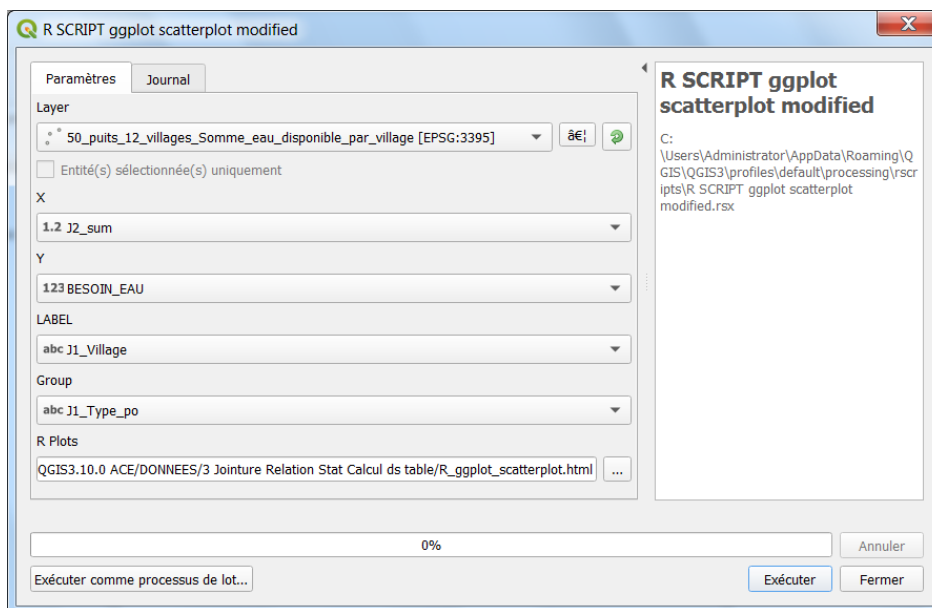 R SCRIPT ggplot scatterplot modified
Paramètres
Journal
Layer
50_puits_12_villages_Somme_eau_disponible_par_village [EPSG:3395]
â€¦
Entité(s) sélectionnée(s) uniquement
X
1.2 J2_sum
Y
123 BESOIN_EAU
LABEL
abc J1_Village
Group
abc J1_Type_po
R Plots
QGIS3.10.0 ACE/DONNEES/3 Jointure Relation Stat Calcul ds table/R_ggplot_scatterplot.html
...
R SCRIPT ggplot
scatterplot modified
C:
\Users\Administrator\AppData\Roaming\Q
GIS\QGIS3\profiles\default\processing\rscr
ipts\R SCRIPT ggplot scatterplot
modified.rsx
0%
Annuler
Exécuter comme processus de lot...
Exécuter
Fermer